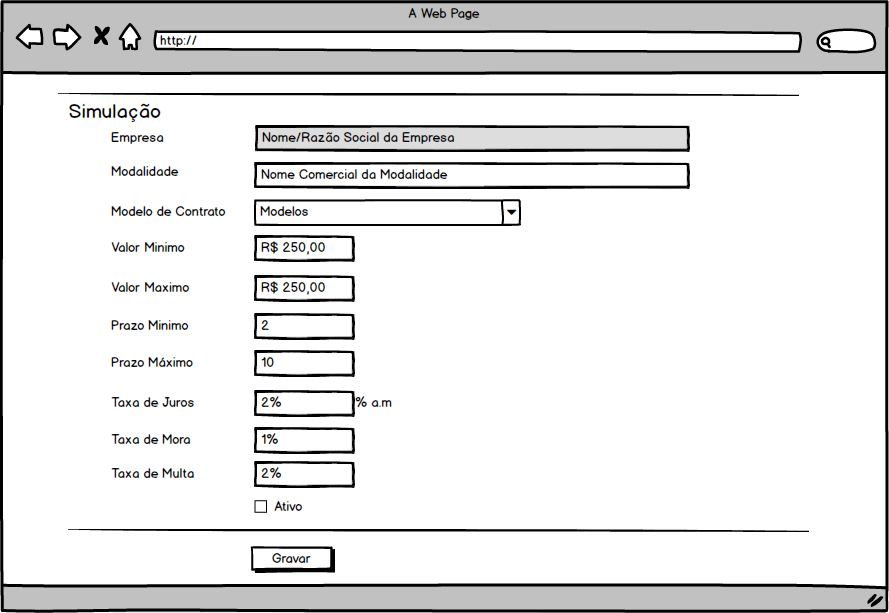 A Web Page
http://
Simulação
Empresa Nome/Razão Social da Empresa
Modalidade Nome Comercial da Modalidade
Modelo de Contrato Modelos
Valor Minimo R$ 250,00
Valor Maximo R$ 250,00
Prazo Minimo 2
Prazo Máximo 10
Taxa de Juros 2% % a.m
Taxa de Mora 1%
Taxa de Multa 2%
Ativo
Gravar